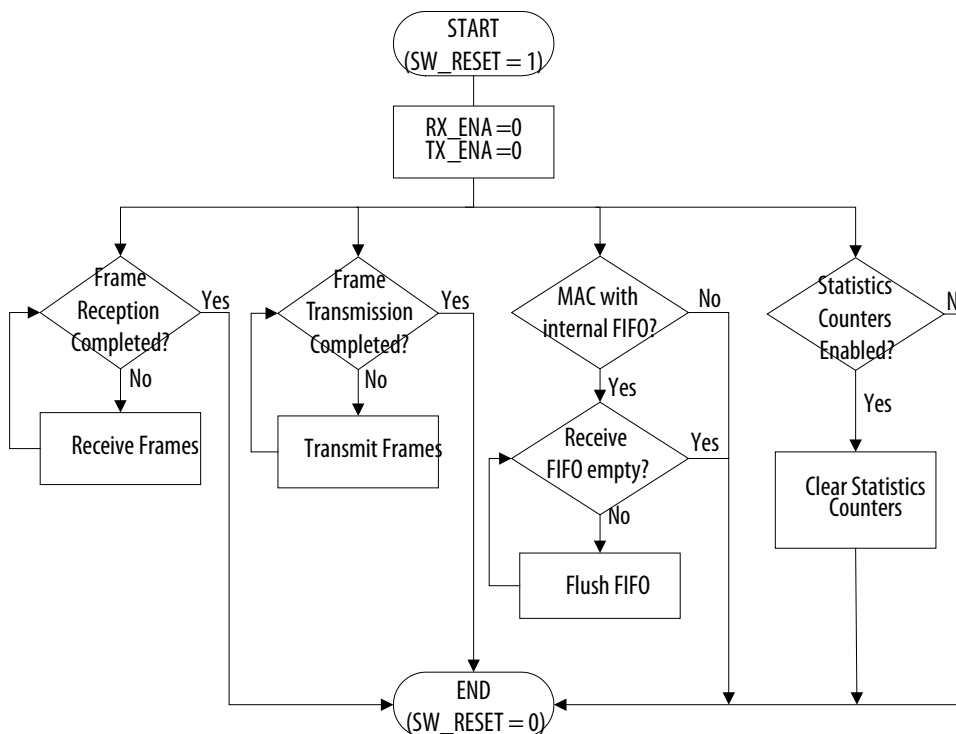 START
(SW_RESET = 1)
RX_ENA =0
TX_ENA =0
Frame
Reception
Completed?
Yes
No
Receive Frames
Frame
Transmission
Completed?
Yes
No
Transmit Frames
MAC with
internal FIFO?
No
Yes
Receive
FIFO empty?
Yes
No
Flush FIFO
Statistics
Counters
Enabled?
Yes
Clear Statistics
Counters
END
(SW_RESET = 0)